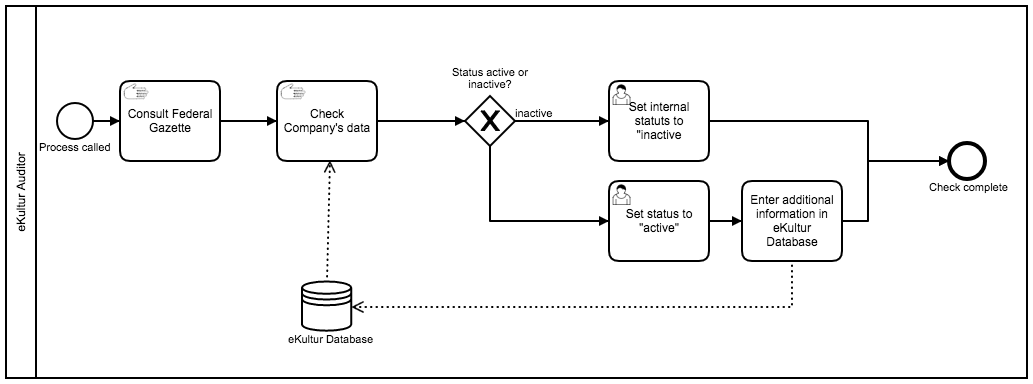 eKultur Auditor
Process called
Consult Federal
Gazette
Check
Company's data
Status active or
inactive?
inactive
Set internal
statuts to
"inactive
Set status to
"active"
Enter additional
information in
eKultur
Database
Check complete
eKultur Database